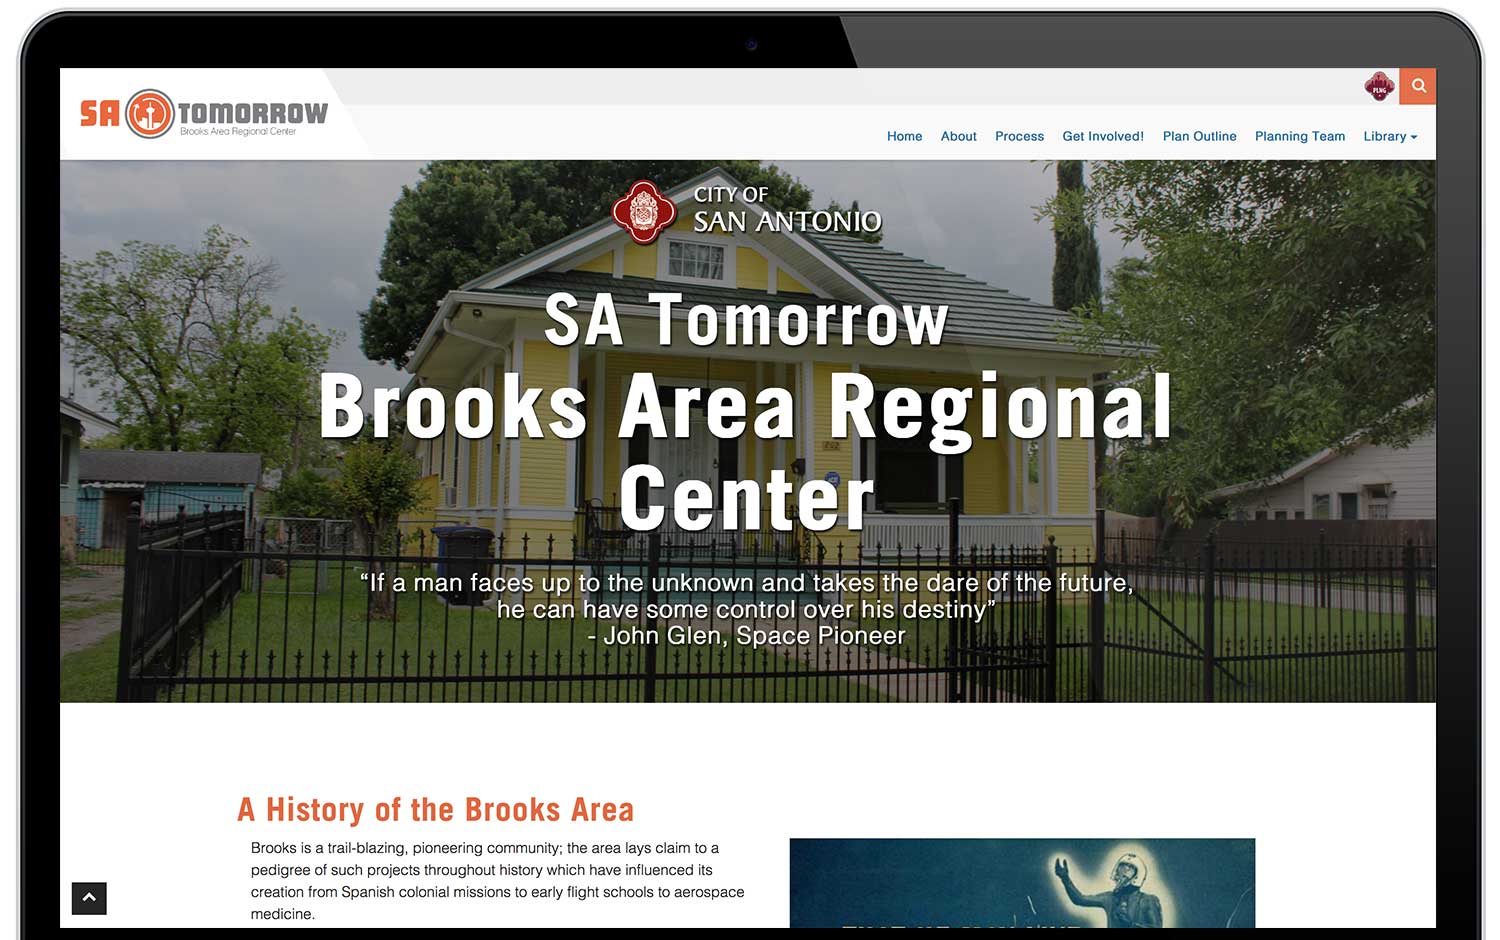 SA TOMORROW
Brooks Area Regional Center
PLNG
Home About Process Get Involved! Plan Outline Planning Team Library
CITY OF
SAN ANTONIO
SA Tomorrow
Brooks Area Regional
Center
“If a man faces up to the unknown and takes the dare of the future,
he can have some control over his destiny”
- John Glen, Space Pioneer
A History of the Brooks Area
Brooks is a trail-blazing, pioneering community; the area lays claim to a
pedigree of such projects throughout history which have influenced its
creation from Spanish colonial missions to early flight schools to aerospace
medicine.